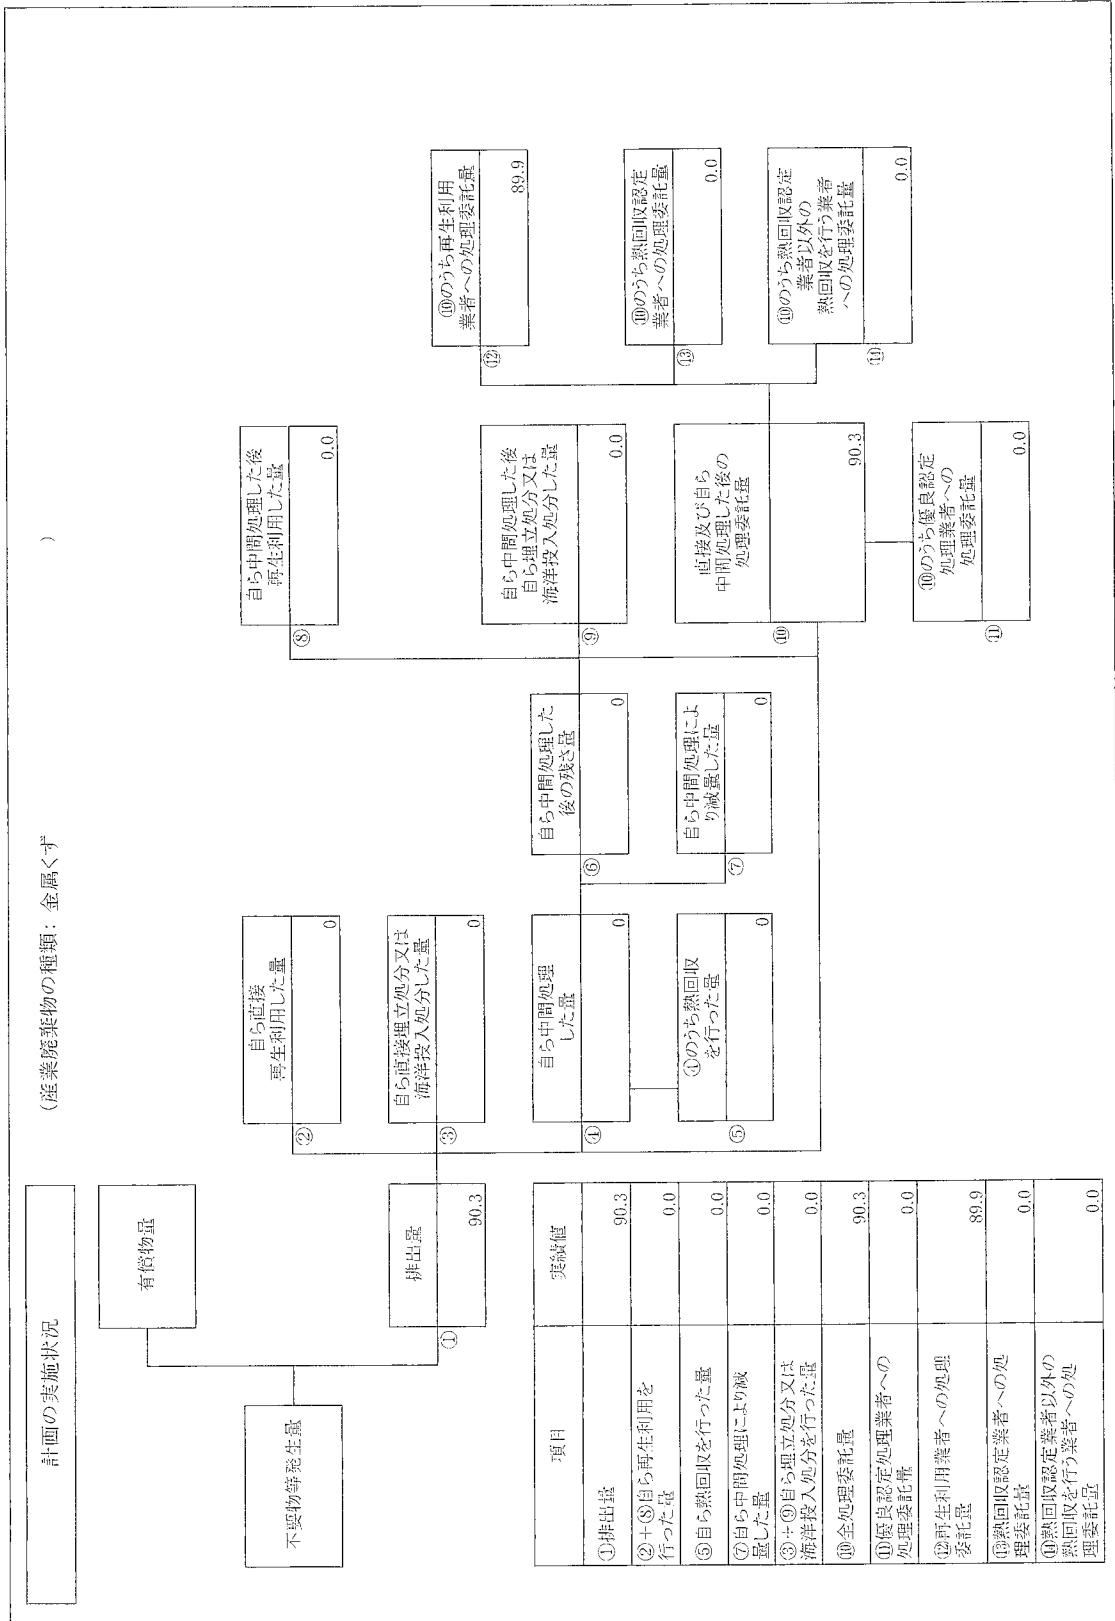 計画の実施状況
(産業廃棄物の種類: 金属くず )
不要物等発生量
有償物量
①
排出量
90.3
②
自ら直接
再生利用した量
0
③
自ら直接埋立処分又は
海洋投入処分した量
0
④
自ら中間処理
した量
0
⑤
④のうち熱回収
を行った量
0
⑥
自ら中間処理した
後の残さ量
0
⑦
自ら中間処理によ
り減量した量
0
⑧
自ら中間処理した後
再生利用した量
0.0
⑨
自ら中間処理した後
自ら埋立処分又は
海洋投入処分した量
0.0
⑩
直接及び自ら
中間処理した後の
処理委託量
90.3
⑪
⑩のうち優良認定
処理業者への
処理委託量
0.0
⑫
⑩のうち再生利用
業者への処理委託量
89.9
⑬
⑩のうち熱回収認定
業者への処理委託量
0.0
⑭
⑩のうち熱回収認定
業者以外の
熱回収を行う業者
への処理委託量
0.0
項目 実績値
①排出量 90.3
②+⑧自ら再生利用を
行った量 0.0
⑤自ら熱回収を行った量 0.0
⑦自ら中間処理により減
量した量 0.0
③+⑨自ら埋立処分又は
海洋投入処分を行った量 0.0
⑩全処理委託量 90.3
⑪優良認定処理業者への
処理委託量 0.0
⑫再生利用業者への処理
委託量 89.9
⑬熱回収認定業者への処
理委託量 0.0
⑭熱回収認定業者以外の
熱回収を行う業者への処
理委託量 0.0